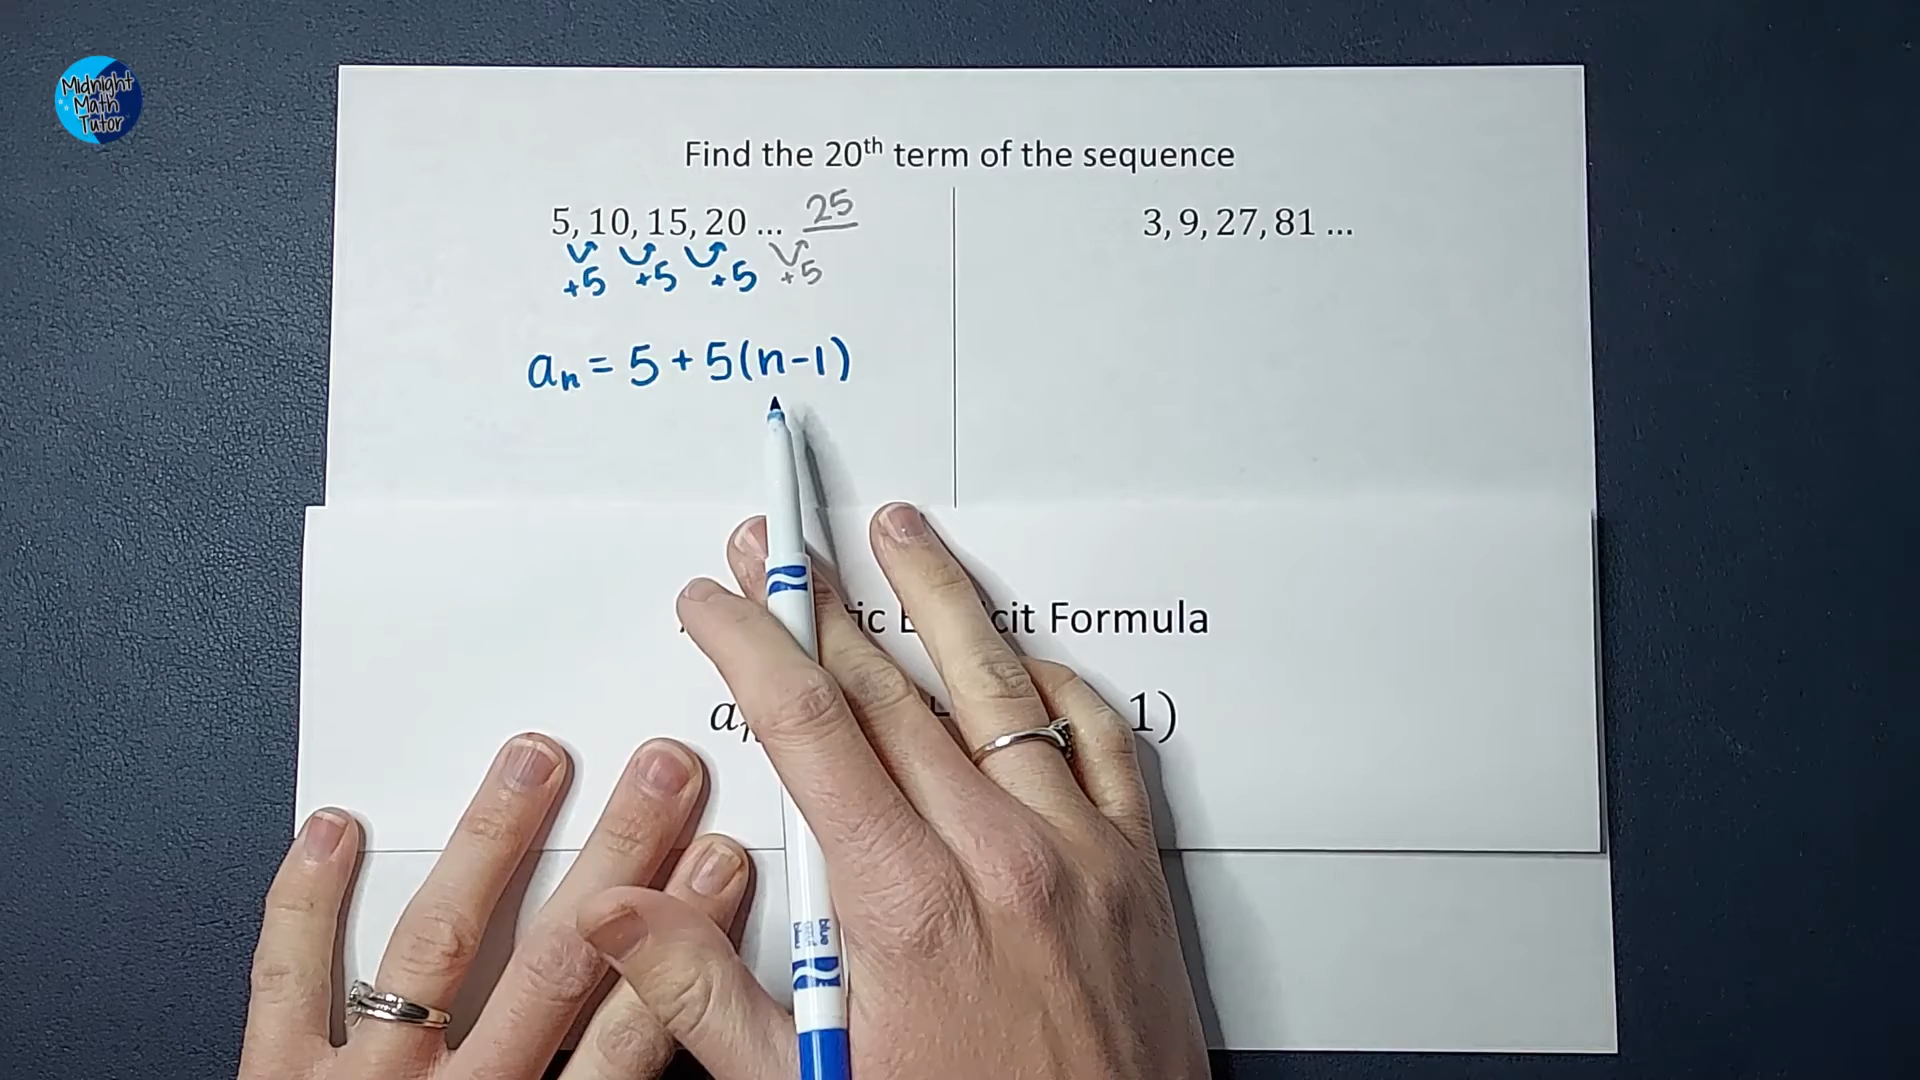 Midnight
Math
Tutor
Find the 20th term of the sequence
5, 10, 15, 20 ... 25
+5 +5 +5 +5
aₙ = 5 + 5(n-1)
3, 9, 27, 81 ...
Formula
1)
blue